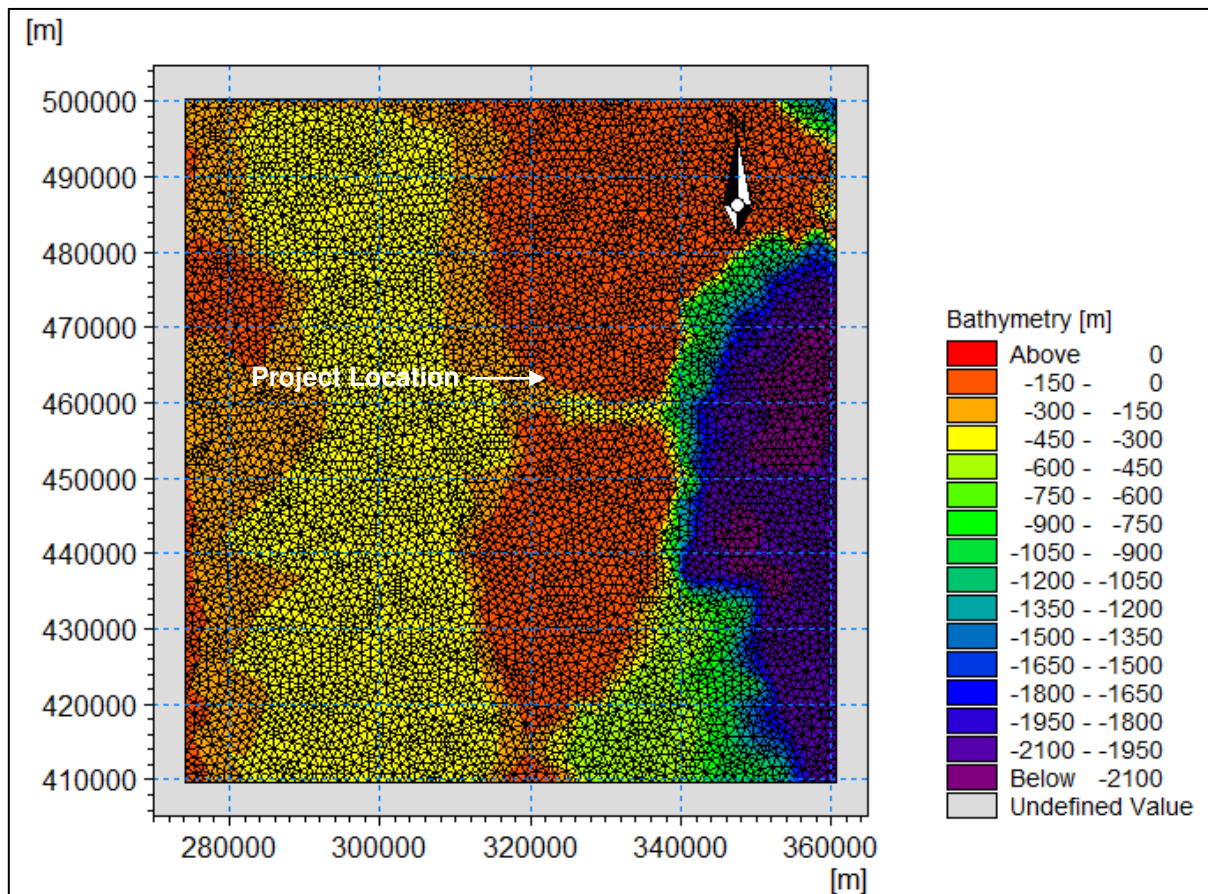 [m]
500000
490000
480000
470000
460000
450000
440000
430000
420000
410000
Project Location
280000 300000 320000 340000 360000
[m]
Bathymetry [m]
Above 0
-150 - 0
-300 - -150
-450 - -300
-600 - -450
-750 - -600
-900 - -750
-1050 - -900
-1200 - -1050
-1350 - -1200
-1500 - -1350
-1650 - -1500
-1800 - -1650
-1950 - -1800
-2100 - -1950
Below -2100
Undefined Value